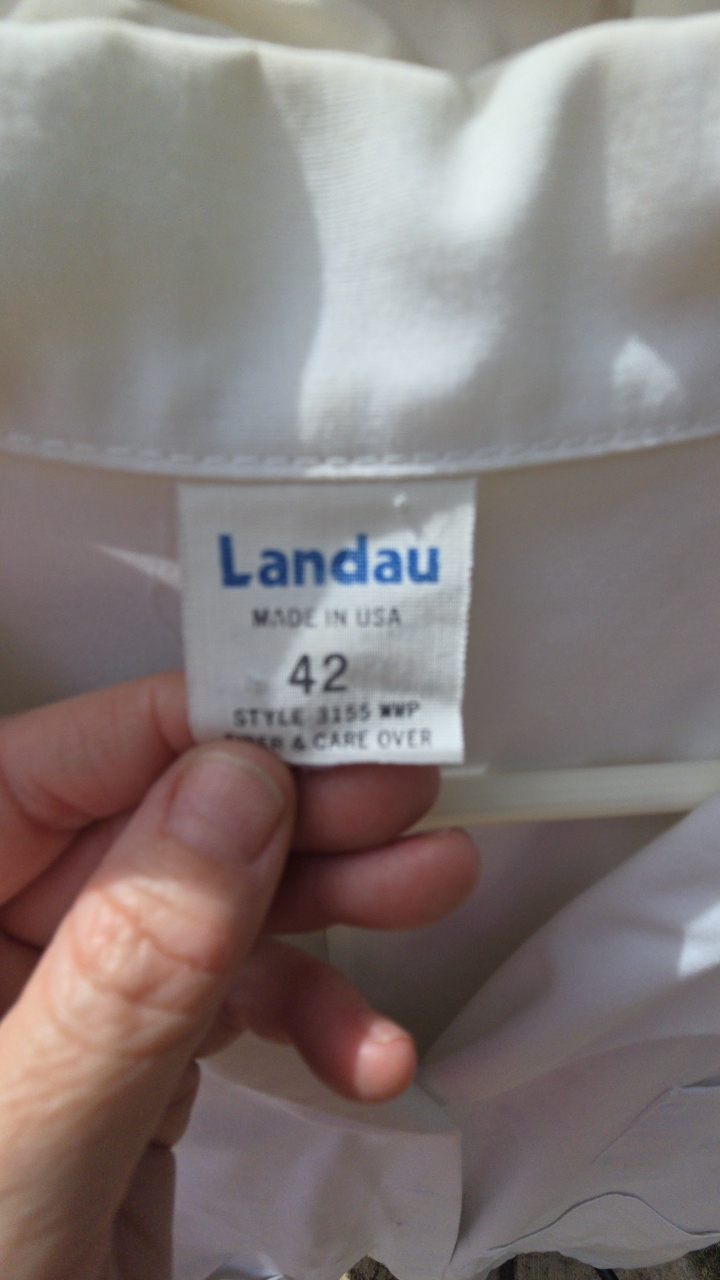 Landau
MADE IN USA
42
STYLE 3155 WWP
& CARE OVER